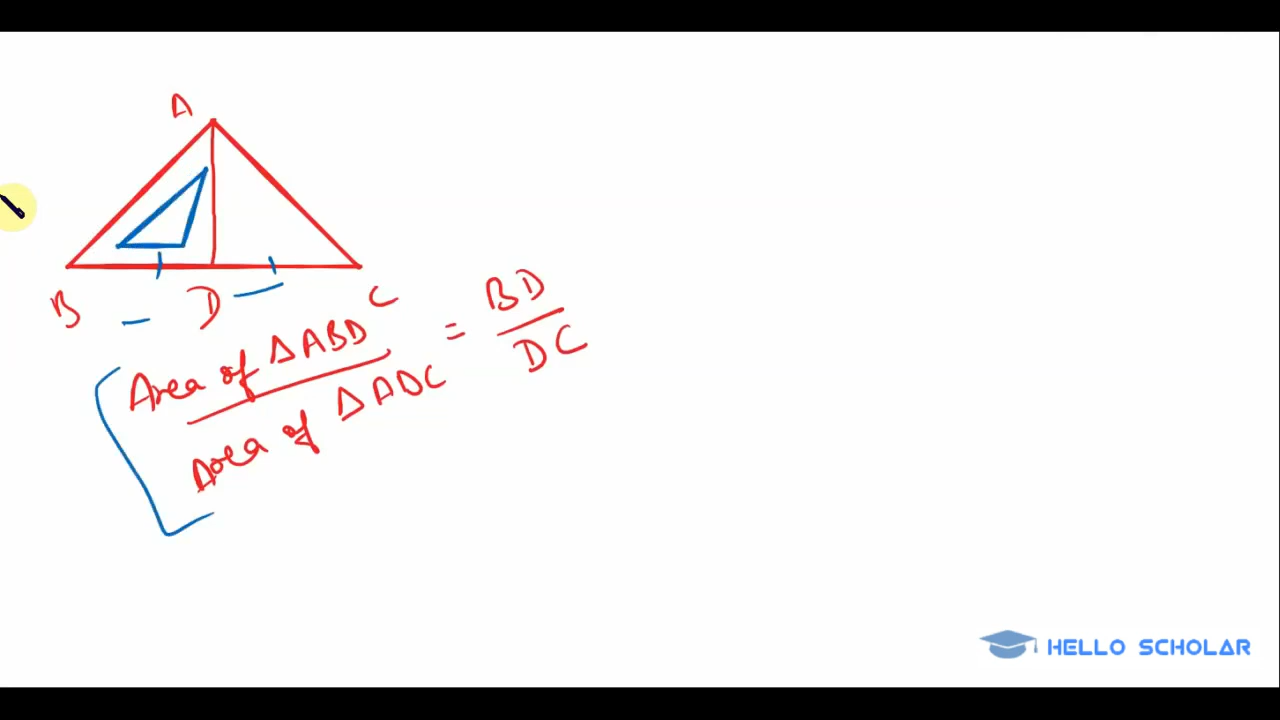 A
B
D
C
Area of ΔABD
Area of ΔADC
=
BD
DC
HELLO SCHOLAR